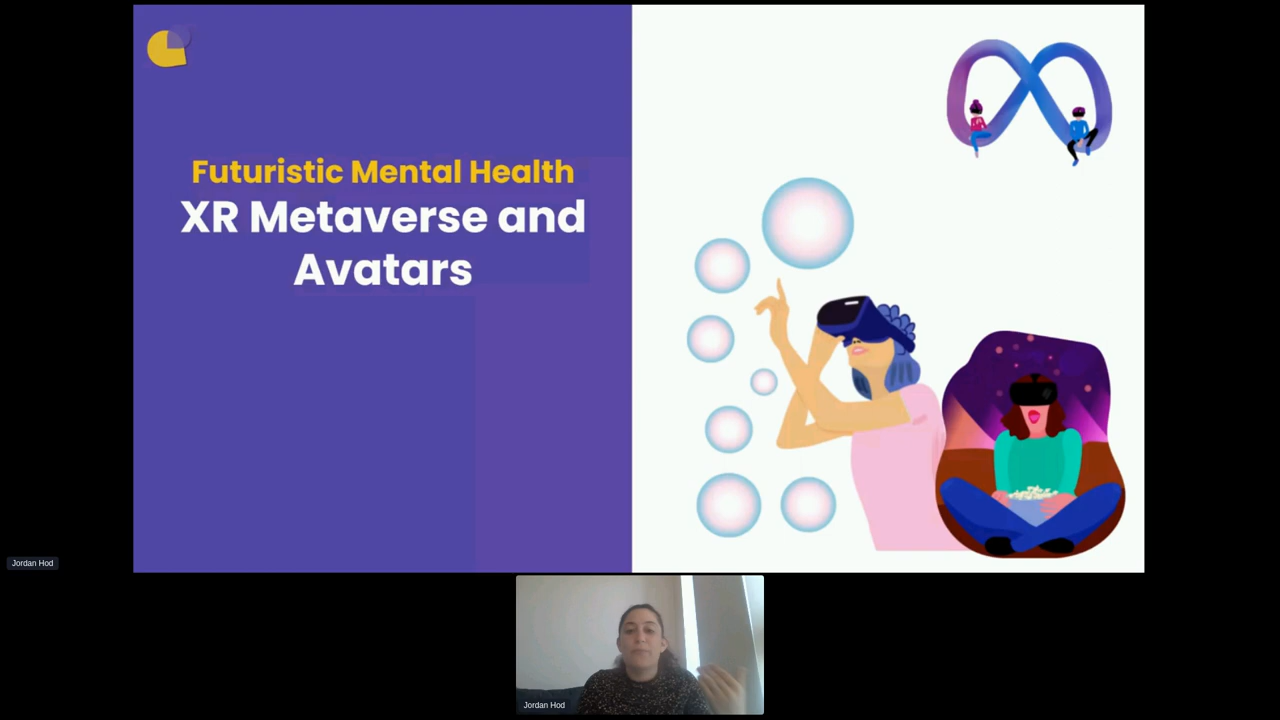 Futuristic Mental Health
XR Metaverse and
Avatars
Jordan Hod
Jordan Hod